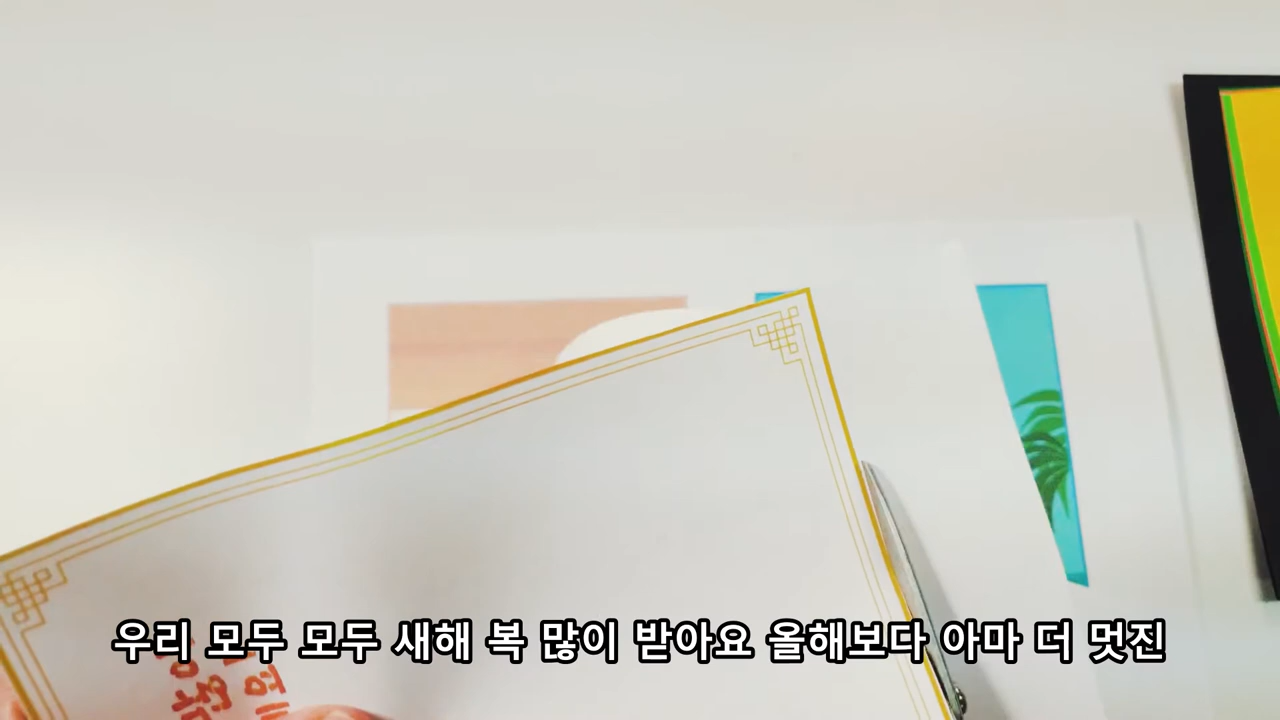 우리 모두 모두 새해 복 많이 받아요 올해보다 아마 더 멋진